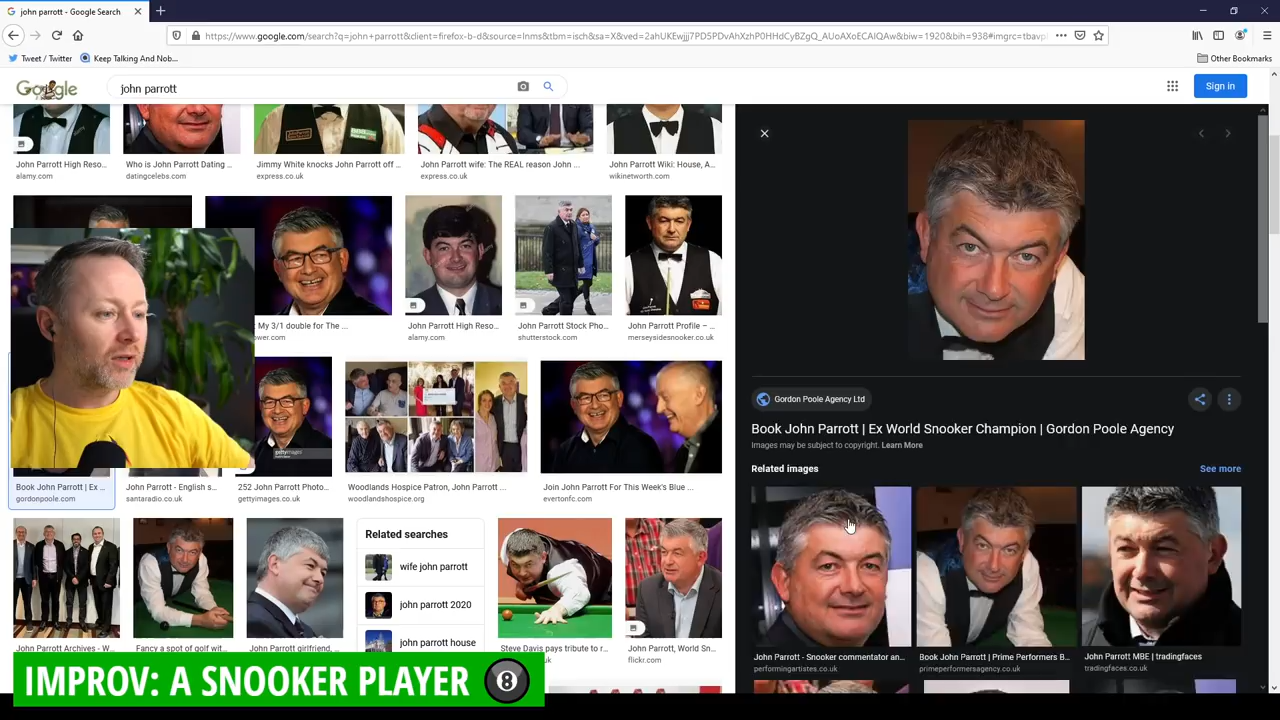 john parrott - Google Search
https://www.google.com/search?q=john+parrott&client=firefox-b-d&source=lnms&tbm=isch&sa=X&ved=2ahUKEwjjj7PD5PDvAhXzhP0HHdCyBZgQ_AUoAXoECAIQAw&biw=1920&bih=938#imgrc=tbavpl
Tweet / Twitter
Keep Talking And Nob...
Other Bookmarks
Google
john parrott
Sign in
John Parrott High Reso...
alamy.com
Who is John Parrott Dating ...
datingcelebs.com
Jimmy White knocks John Parrott off ...
express.co.uk
John Parrott wife: The REAL reason John ...
express.co.uk
John Parrott Wiki: House, A...
wikinetworth.com
: My 3/1 double for The ...
ower.com
John Parrott High Reso...
alamy.com
John Parrott Stock Pho...
shutterstock.com
John Parrott Profile – ...
merseysidesnooker.co.uk
Book John Parrott | Ex ...
gordonpoole.com
John Parrott - English s...
santaradio.co.uk
gettyimages
252 John Parrott Photo...
gettyimages.co.uk
Woodlands Hospice Patron, John Parrott ...
woodlandshospice.org
Join John Parrott For This Week's Blue ...
evertonfc.com
John Parrott Archives - W...
Fancy a spot of golf wit...
John Parrott girlfriend, ...
Related searches
wife john parrott
john parrott 2020
john parrott house
Steve Davis pays tribute to r...
uk
John Parrott, World Sn...
flickr.com
Gordon Poole Agency Ltd
Book John Parrott | Ex World Snooker Champion | Gordon Poole Agency
Images may be subject to copyright. Learn More
Related images
See more
John Parrott - Snooker commentator an...
performingartistes.co.uk
Book John Parrott | Prime Performers B...
primeperformersagency.co.uk
John Parrott MBE | tradingfaces
tradingfaces.co.uk
IMPROV: A SNOOKER PLAYER
8